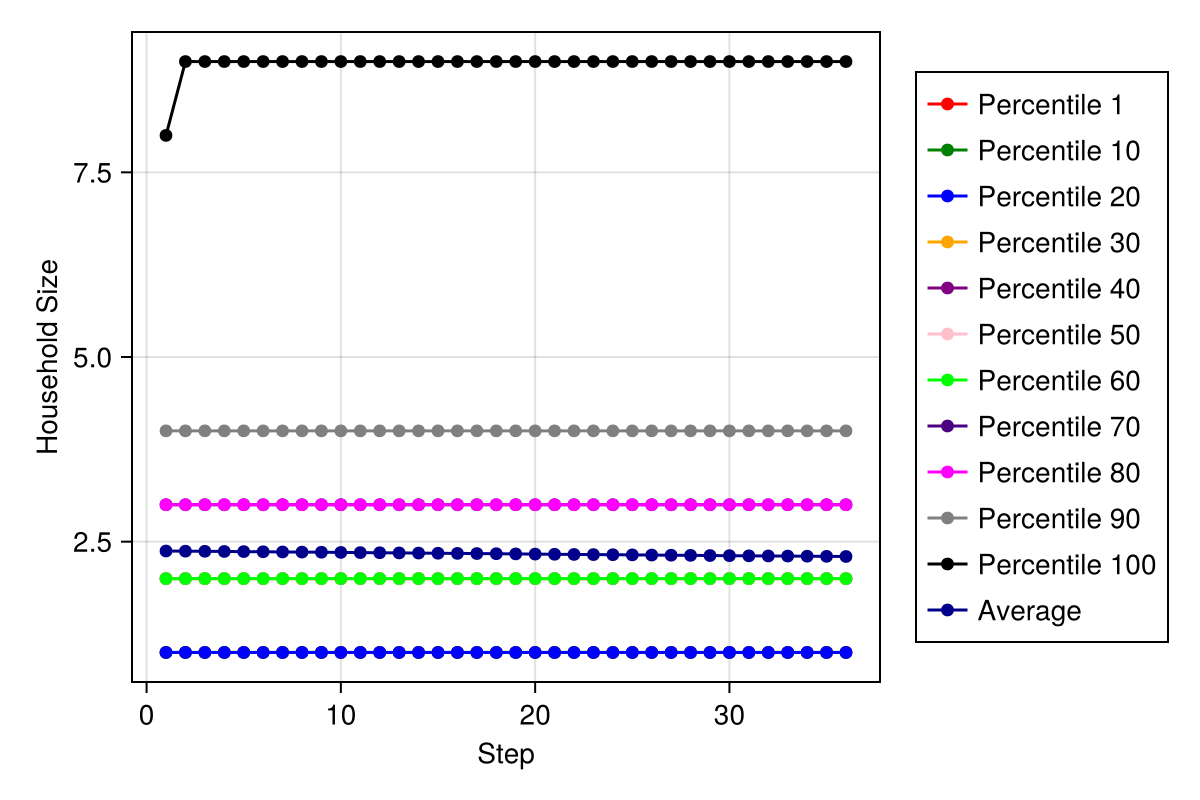 7.5
5.0
2.5
Household Size
0 10 20 30
Step
Percentile 1
Percentile 10
Percentile 20
Percentile 30
Percentile 40
Percentile 50
Percentile 60
Percentile 70
Percentile 80
Percentile 90
Percentile 100
Average